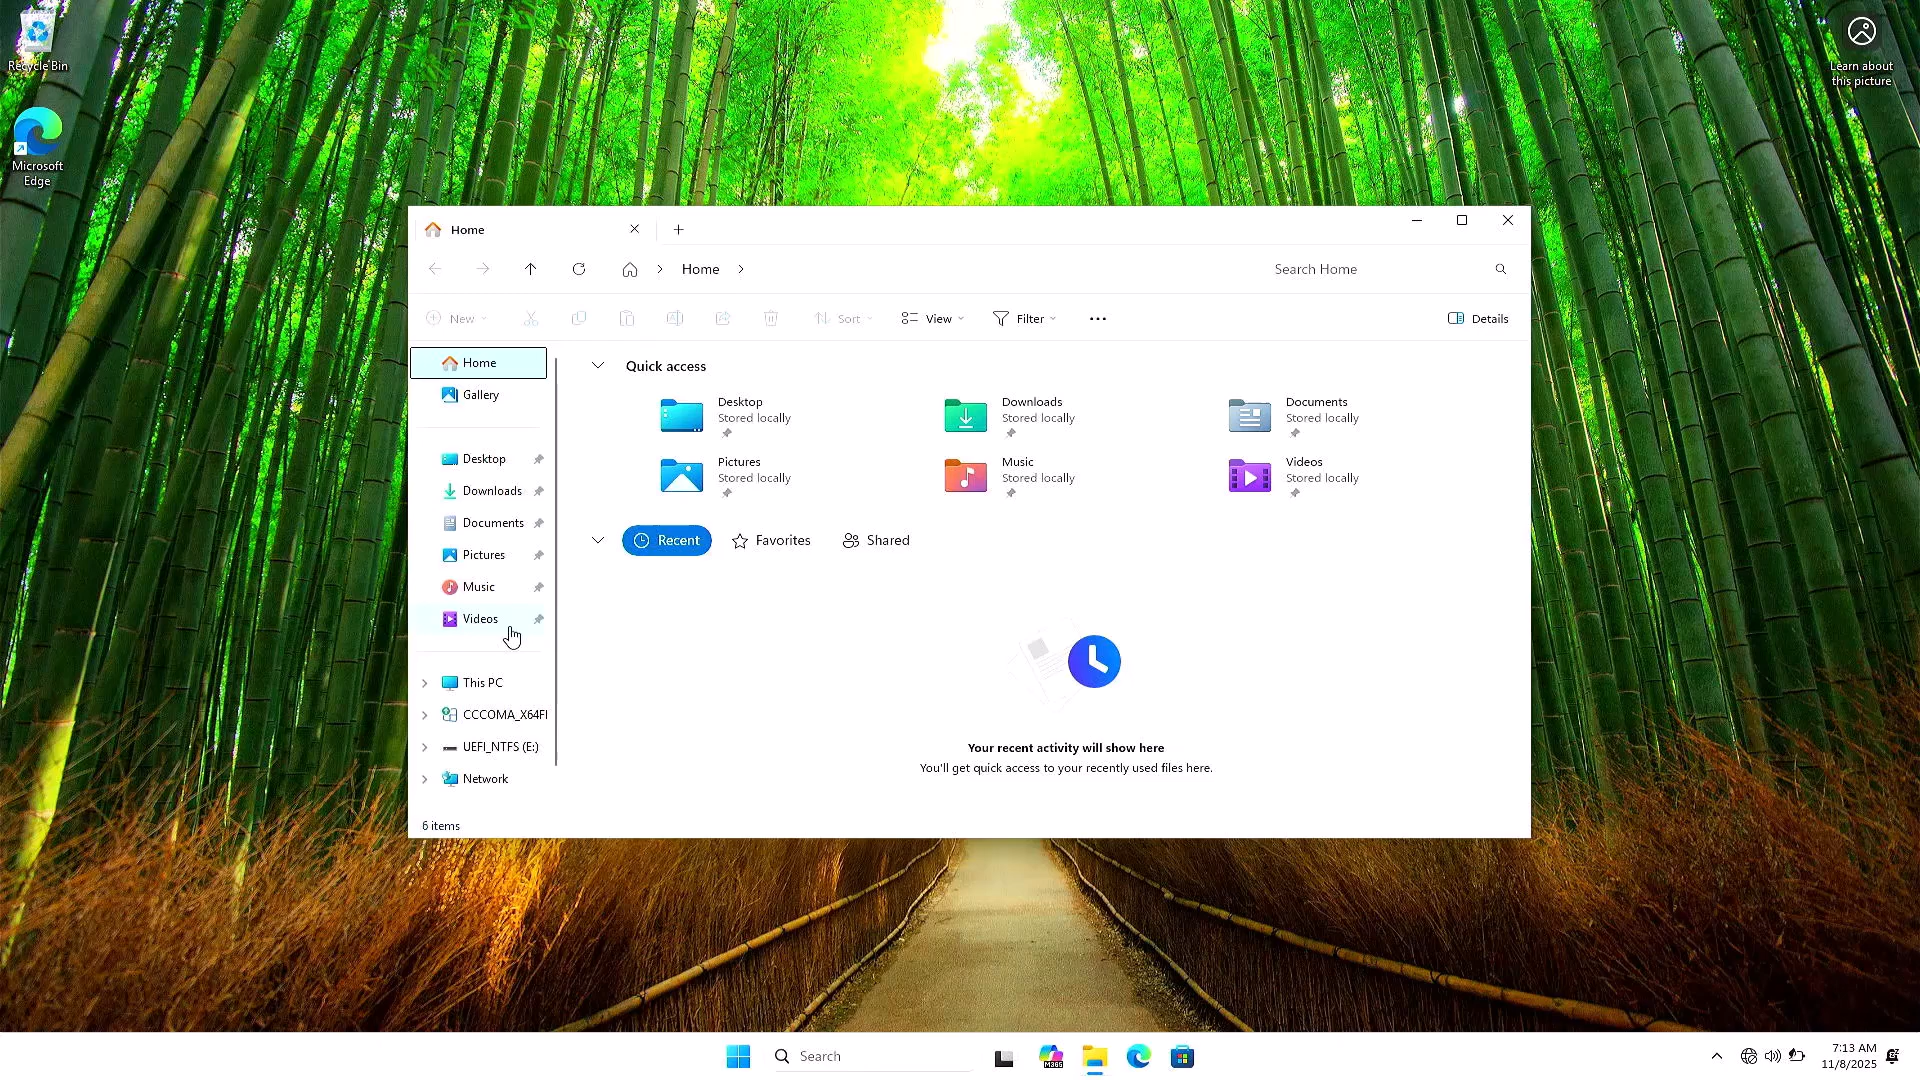 Recycle Bin
Microsoft
Edge
Learn about
this picture
Home
Home
Search Home
New
Sort
View
Filter
Details
Home
Gallery
Desktop
Downloads
Documents
Pictures
Music
Videos
This PC
CCCOMA_X64FI
UEFI_NTFS (E:)
Network
Quick access
Desktop
Stored locally
Downloads
Stored locally
Documents
Stored locally
Pictures
Stored locally
Music
Stored locally
Videos
Stored locally
Recent
Favorites
Shared
Your recent activity will show here
You'll get quick access to your recently used files here.
6 items
Search
M365
7:13 AM
11/8/2025